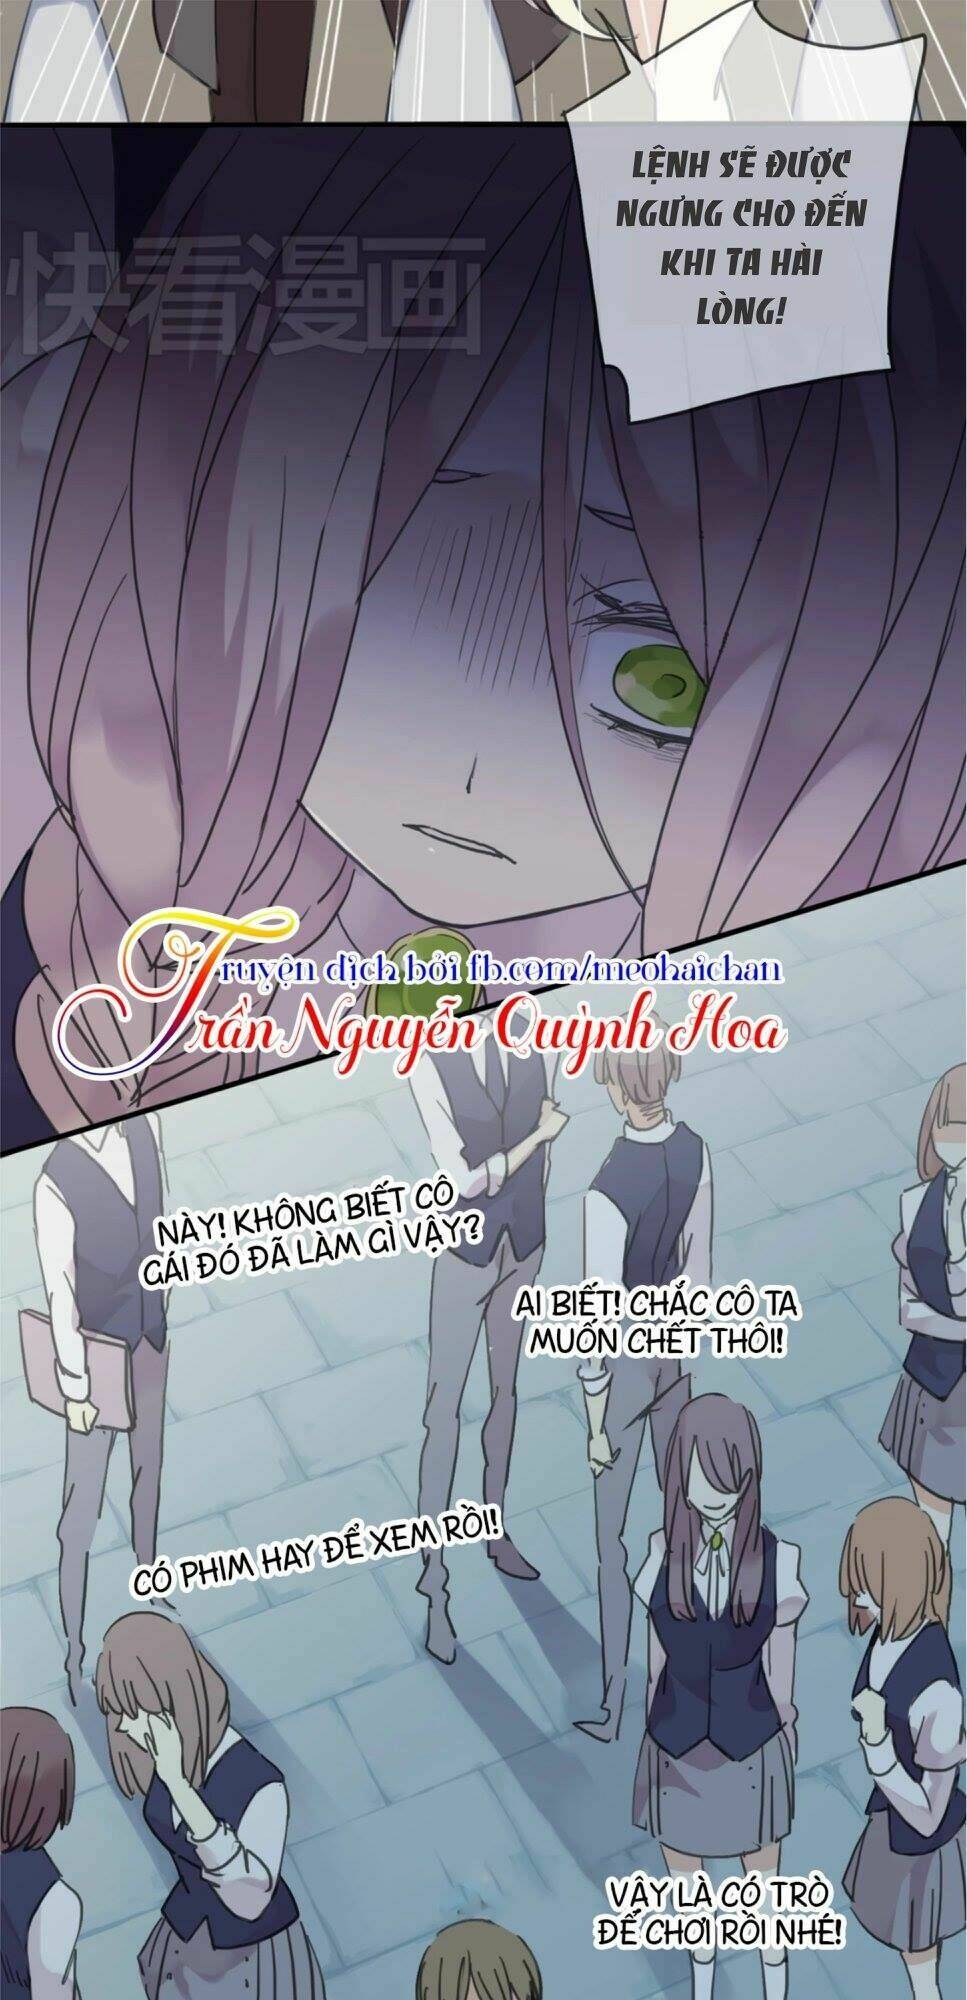 LỆNH SẼ ĐƯỢC
NGƯNG CHO ĐẾN
KHI TA HÀI
LÒNG!
快看漫画
Truyện dịch bởi fb.com/meohaichan
Trần Nguyễn Quỳnh Hoa
NÀY! KHÔNG BIẾT CÔ
GÁI ĐÓ ĐÃ LÀM GÌ VẬY?
AI BIẾT! CHẮC CÔ TA
MUỐN CHẾT THÔI!
CÓ PHIM HAY ĐỂ XEM RỒI!
VẬY LÀ CÓ TRÒ
ĐỂ CHƠI RỒI NHÉ!